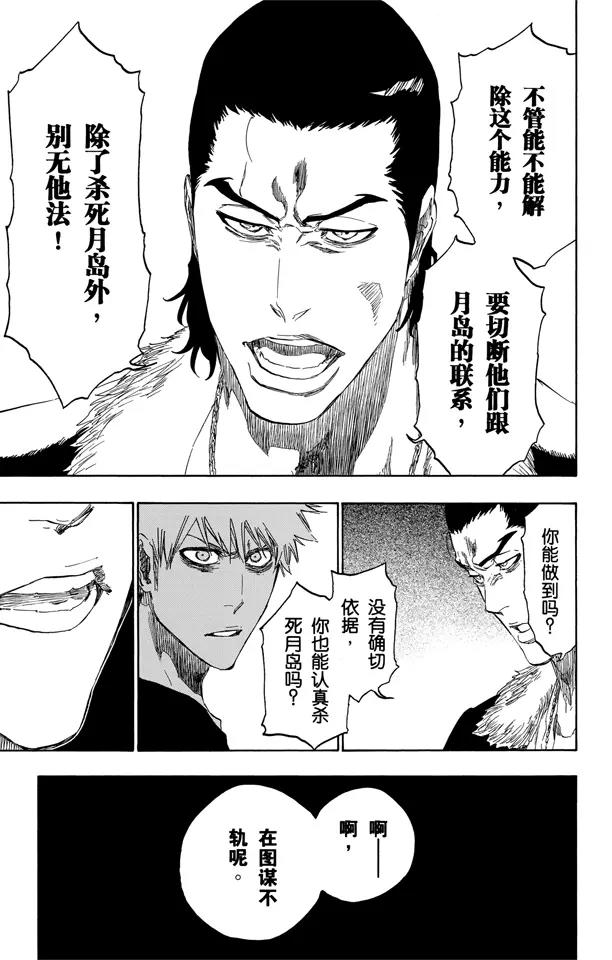 不管能不能解
除这个能力，
要切断他们跟
月岛的联系，
除了杀死月岛外，
别无他法！
你能做到吗？
没有确切
依据，
你也能认真杀
死月岛吗？
啊——
啊，
在图谋不
轨呢。